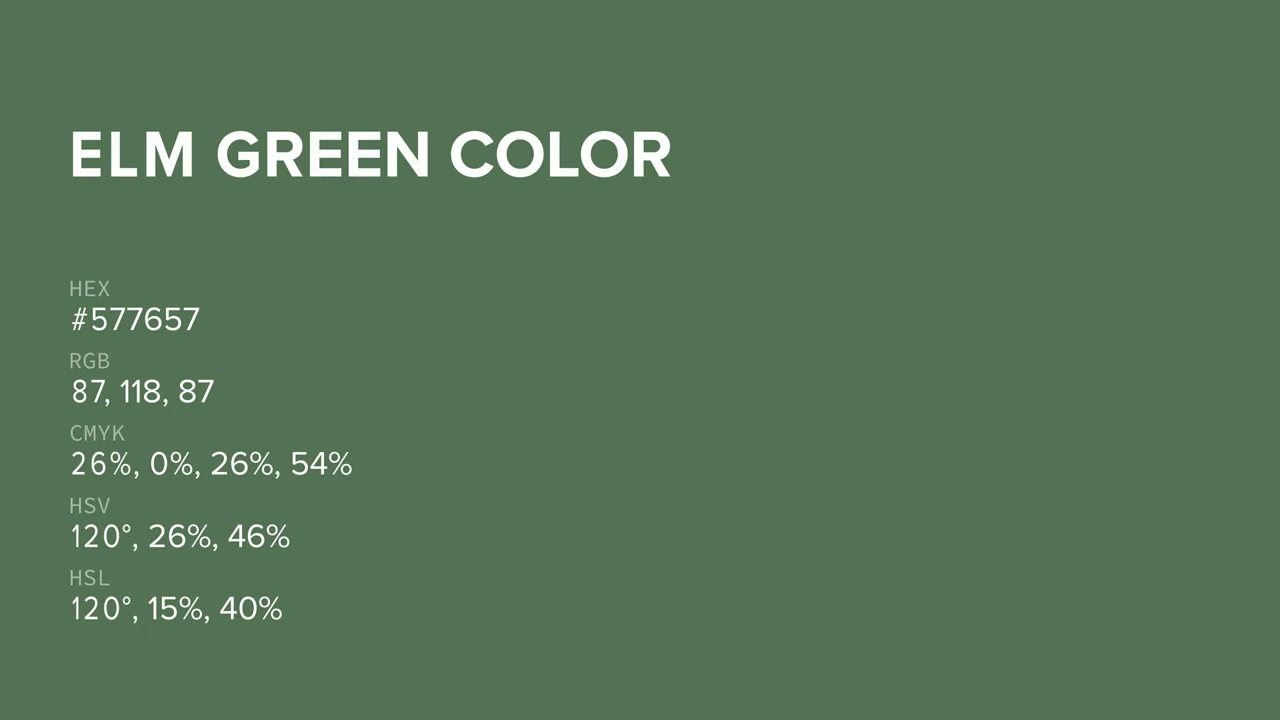 ELM GREEN COLOR
HEX
#577657
RGB
87, 118, 87
CMYK
26%, 0%, 26%, 54%
HSV
120°, 26%, 46%
HSL
120°, 15%, 40%